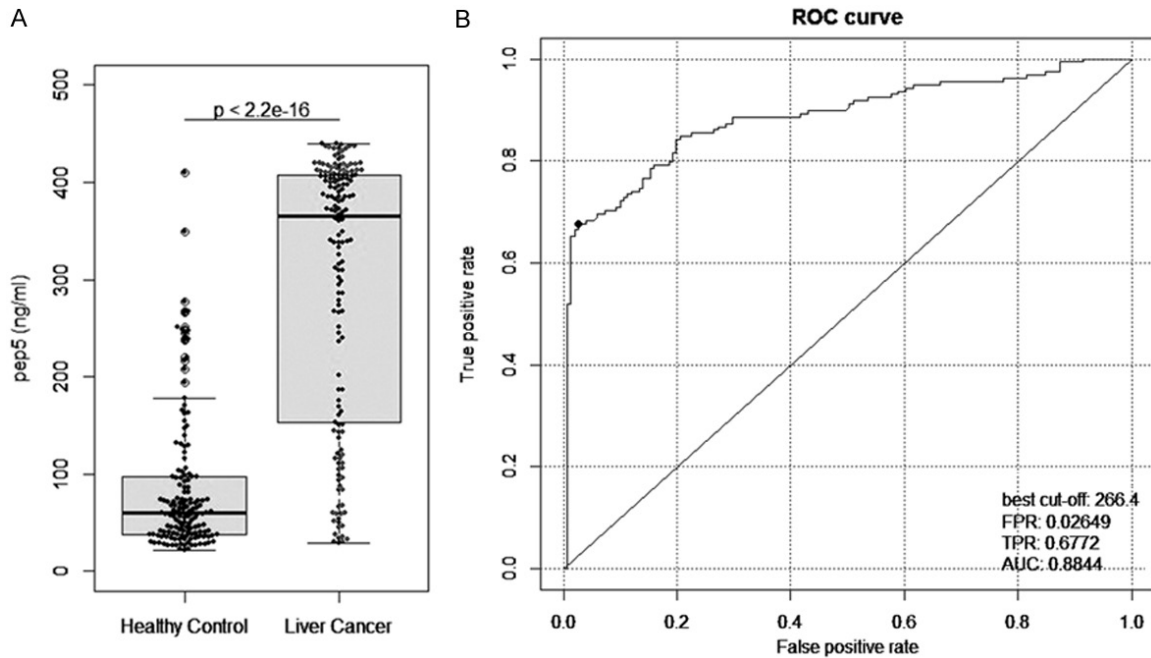 A
500
400
300
200
100
0
pep5 (ng/ml)
p < 2.2e-16
Healthy Control
Liver Cancer
B
ROC curve
1.0
0.8
0.6
0.4
0.2
0.0
True positive rate
best cut-off: 266.4
FPR: 0.02649
TPR: 0.6772
AUC: 0.8844
0.0 0.2 0.4 0.6 0.8 1.0
False positive rate